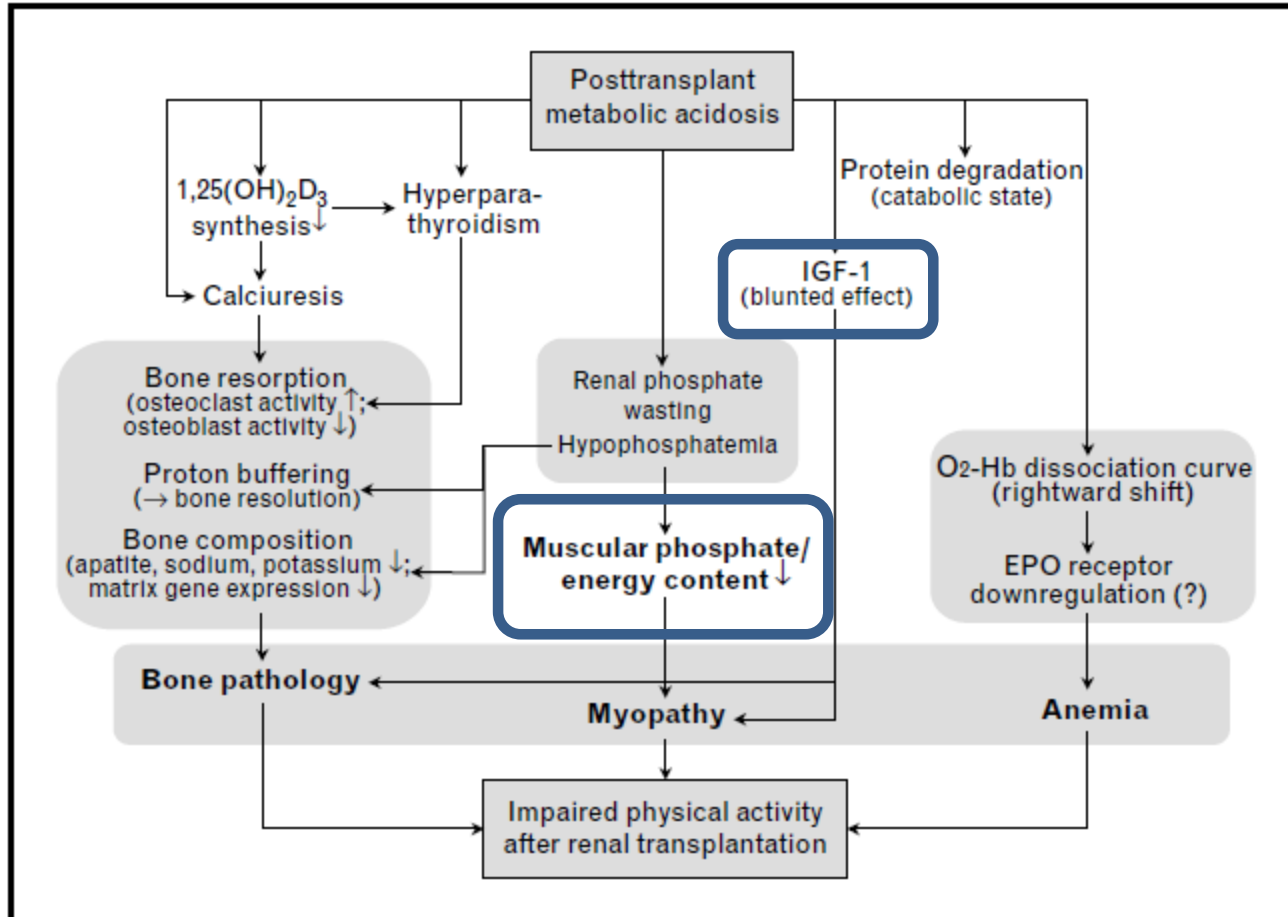 Posttransplant
metabolic acidosis
1,25(OH)₂D₃
synthesis↓
Hyperpara-
thyroidism
Calciuresis
Bone resorption
(osteoclast activity ↑;
osteoblast activity ↓)
Proton buffering
(→ bone resolution)
Bone composition
(apatite, sodium, potassium ↓;
matrix gene expression ↓)
Renal phosphate
wasting
Hypophosphatemia
Muscular phosphate/
energy content ↓
IGF-1
(blunted effect)
Protein degradation
(catabolic state)
O₂-Hb dissociation curve
(rightward shift)
EPO receptor
downregulation (?)
Bone pathology
Myopathy
Anemia
Impaired physical activity
after renal transplantation